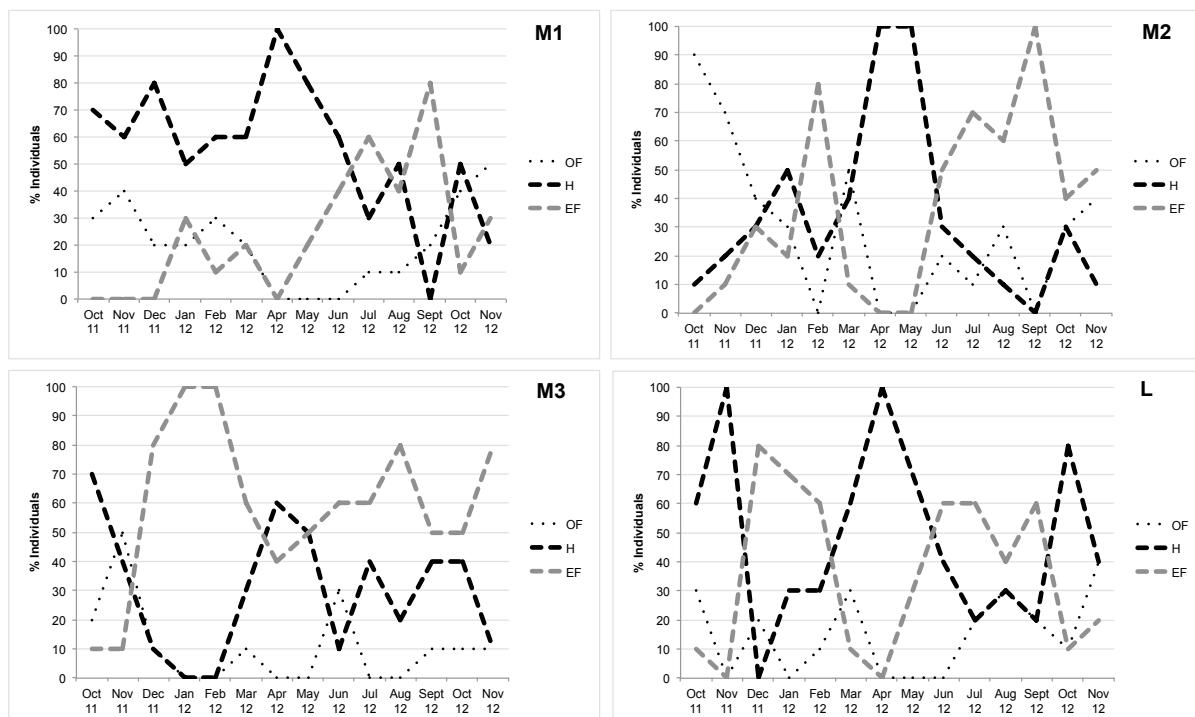 M1
100
90
80
70
60
50
40
30
20
10
0
% Individuals
Oct Nov Dec Jan Feb Mar Apr May Jun Jul Aug Sept Oct Nov
11 11 11 12 12 12 12 12 12 12 12 12 12 12
OF
H
EF
M2
100
90
80
70
60
50
40
30
20
10
0
% Individuals
Oct Nov Dec Jan Feb Mar Apr May Jun Jul Aug Sept Oct Nov
11 11 11 12 12 12 12 12 12 12 12 12 12 12
OF
H
EF
M3
100
90
80
70
60
50
40
30
20
10
0
% Individuals
Oct Nov Dec Jan Feb Mar Apr May Jun Jul Aug Sept Oct Nov
11 11 11 12 12 12 12 12 12 12 12 12 12 12
OF
H
EF
L
100
90
80
70
60
50
40
30
20
10
0
% Individuals
Oct Nov Dec Jan Feb Mar Apr May Jun Jul Aug Sept Oct Nov
11 11 11 12 12 12 12 12 12 12 12 12 12 12
OF
H
EF